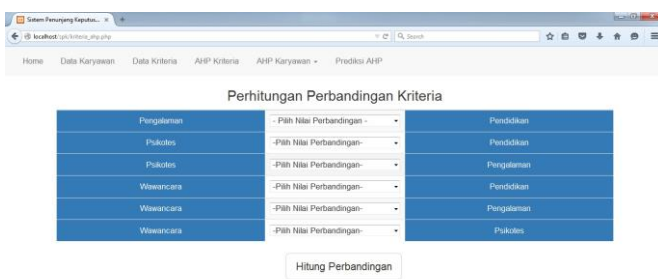 Sistem Penunjang Keputus...
localhost/spk/kriteria_ahp.php
Search
Home Data Karyawan Data Kriteria AHP Kriteria AHP Karyawan Prediksi AHP
Perhitungan Perbandingan Kriteria
Pengalaman - Pilih Nilai Perbandingan - Pendidikan
Psikotes -Pilih Nilai Perbandingan- Pendidikan
Psikotes -Pilih Nilai Perbandingan- Pengalaman
Wawancara -Pilih Nilai Perbandingan- Pendidikan
Wawancara -Pilih Nilai Perbandingan- Pengalaman
Wawancara -Pilih Nilai Perbandingan- Psikotes
Hitung Perbandingan